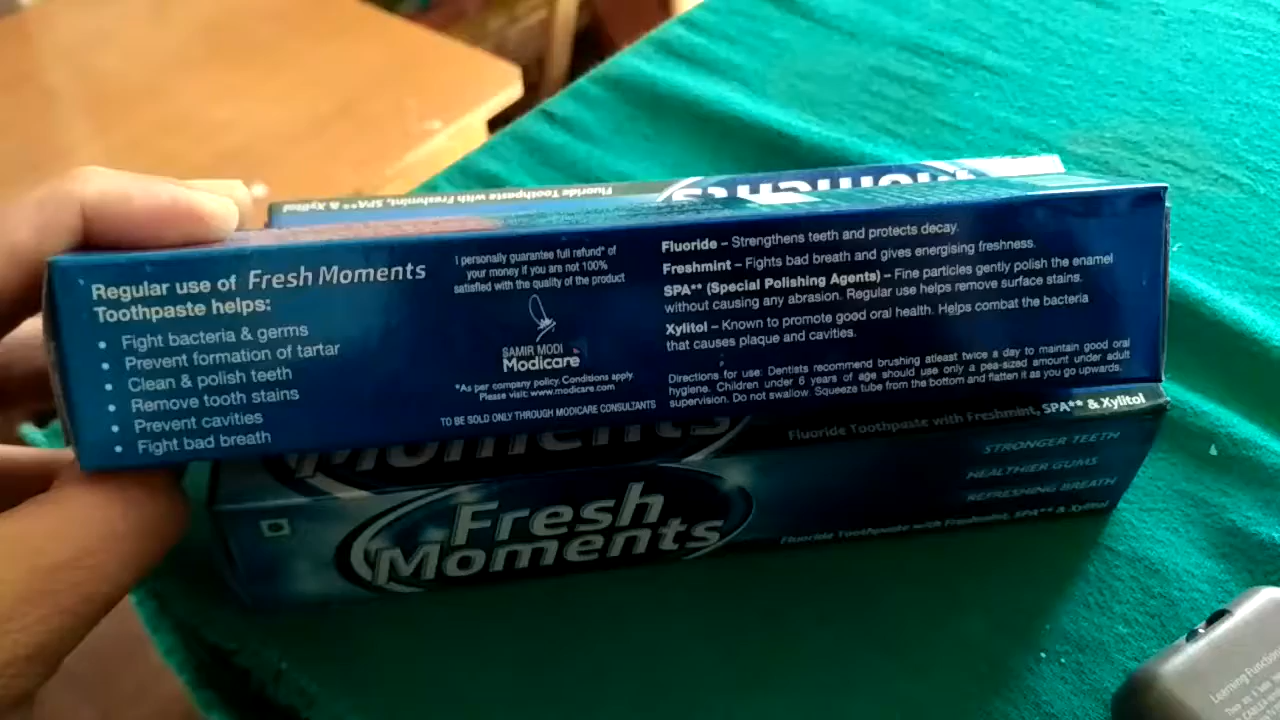 Fluoride Toothpaste with Freshmint, SPA** & Xylitol
Moments
Regular use of Fresh Moments
Toothpaste helps:
• Fight bacteria & germs
• Prevent formation of tartar
• Clean & polish teeth
• Remove tooth stains
• Prevent cavities
• Fight bad breath
I personally guarantee full refund* of
your money if you are not 100%
satisfied with the quality of the product
SAMIR MODI
Modicare
*As per company policy. Conditions apply.
Please visit: www.modicare.com
TO BE SOLD ONLY THROUGH MODICARE CONSULTANTS
Fluoride – Strengthens teeth and protects decay.
Freshmint – Fights bad breath and gives energising freshness.
SPA** (Special Polishing Agents) – Fine particles gently polish the enamel
without causing any abrasion. Regular use helps remove surface stains.
Xylitol – Known to promote good oral health. Helps combat the bacteria
that causes plaque and cavities.
Directions for use: Dentists recommend brushing atleast twice a day to maintain good oral
hygiene. Children under 6 years of age should use only a pea-sized amount under adult
supervision. Do not swallow. Squeeze tube from the bottom and flatten it as you go upwards.
Moments
Fluoride Toothpaste with Freshmint, SPA** & Xylitol
Fresh
Moments
STRONGER TEETH
HEALTHIER GUMS
REFRESHING BREATH
Fluoride Toothpaste with Freshmint, SPA** & Xylitol
Learning Function